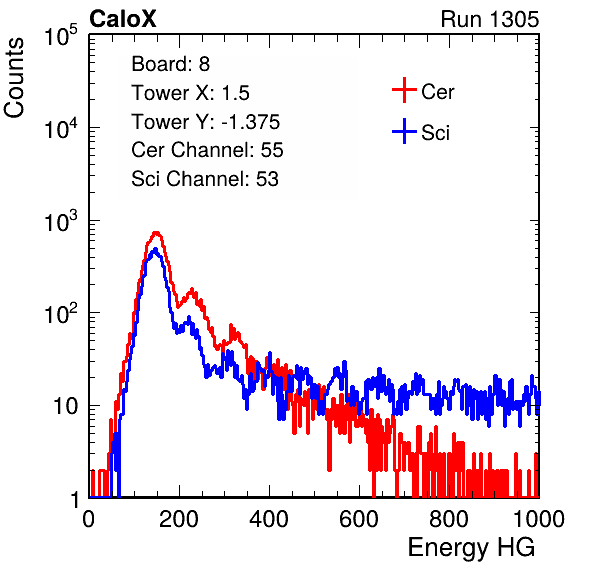 CaloX Run 1305
10^5
Counts
Board: 8
Tower X: 1.5
Tower Y: -1.375
Cer Channel: 55
Sci Channel: 53
Cer
Sci
10^4
10^3
10^2
10
1
0 200 400 600 800 1000
Energy HG